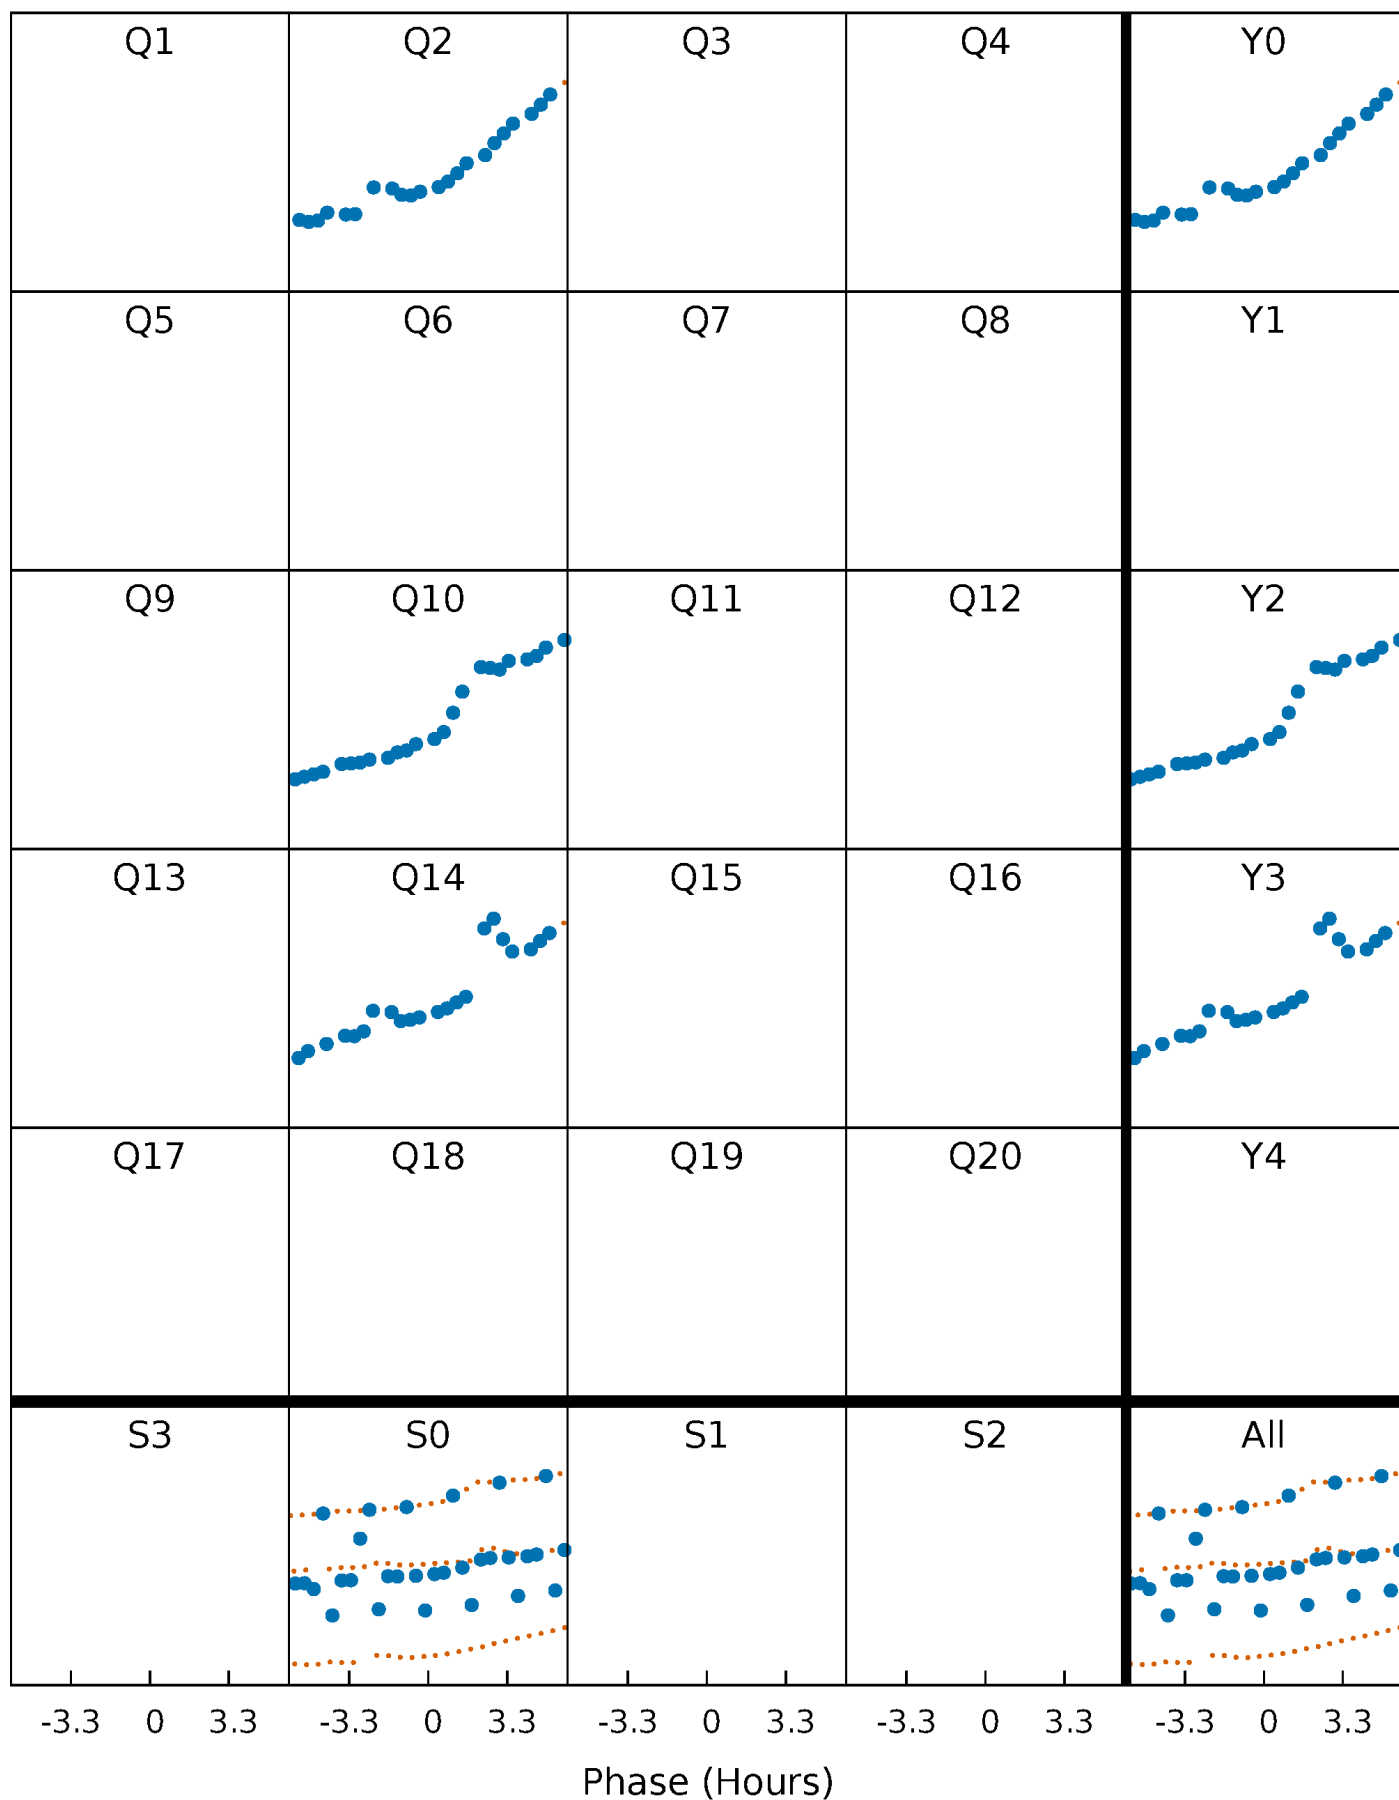 Q1 Q2 Q3 Q4 Y0
Q5 Q6 Q7 Q8 Y1
Q9 Q10 Q11 Q12 Y2
Q13 Q14 Q15 Q16 Y3
Q17 Q18 Q19 Q20 Y4
S3 S0 S1 S2 All
-3.3 0 3.3 -3.3 0 3.3 -3.3 0 3.3 -3.3 0 3.3 -3.3 0 3.3
Phase (Hours)